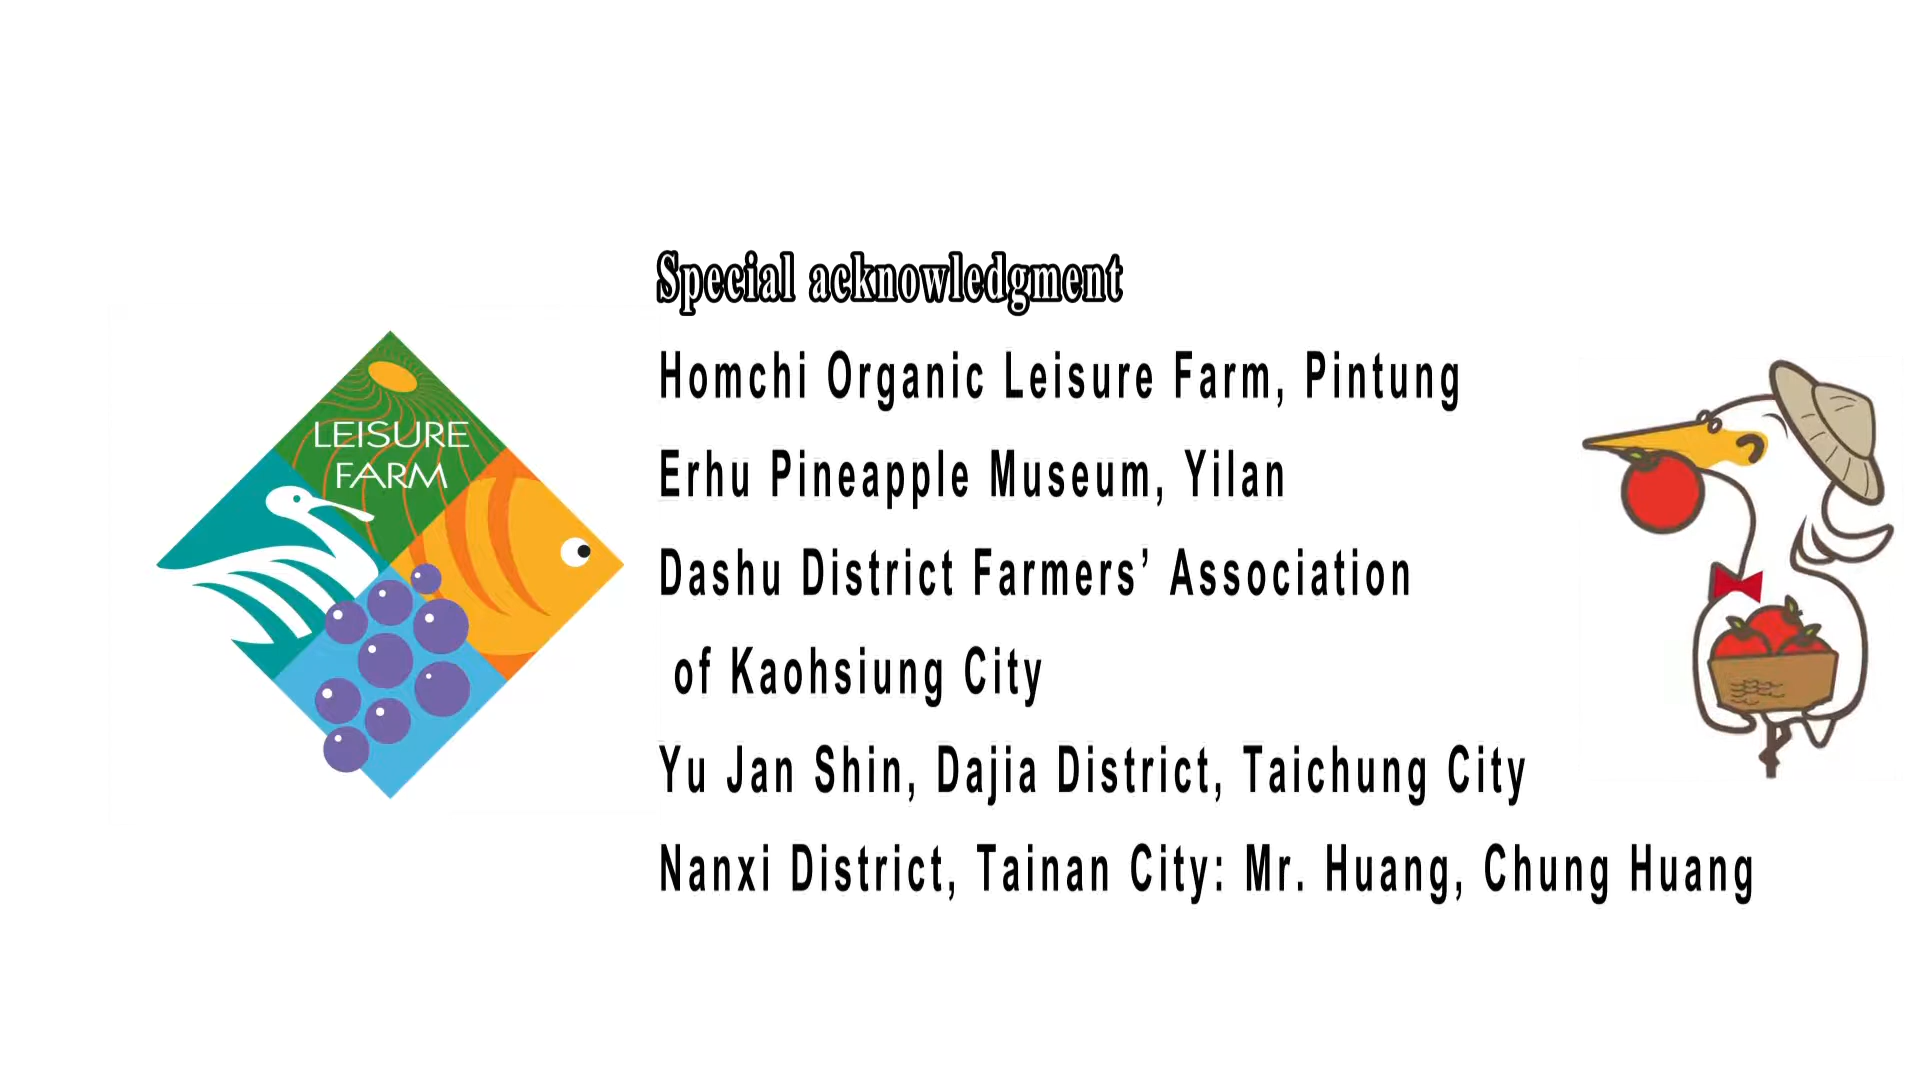 LEISURE
FARM
Special acknowledgment
Homchi Organic Leisure Farm, Pintung
Erhu Pineapple Museum, Yilan
Dashu District Farmers’ Association
of Kaohsiung City
Yu Jan Shin, Dajia District, Taichung City
Nanxi District, Tainan City: Mr. Huang, Chung Huang